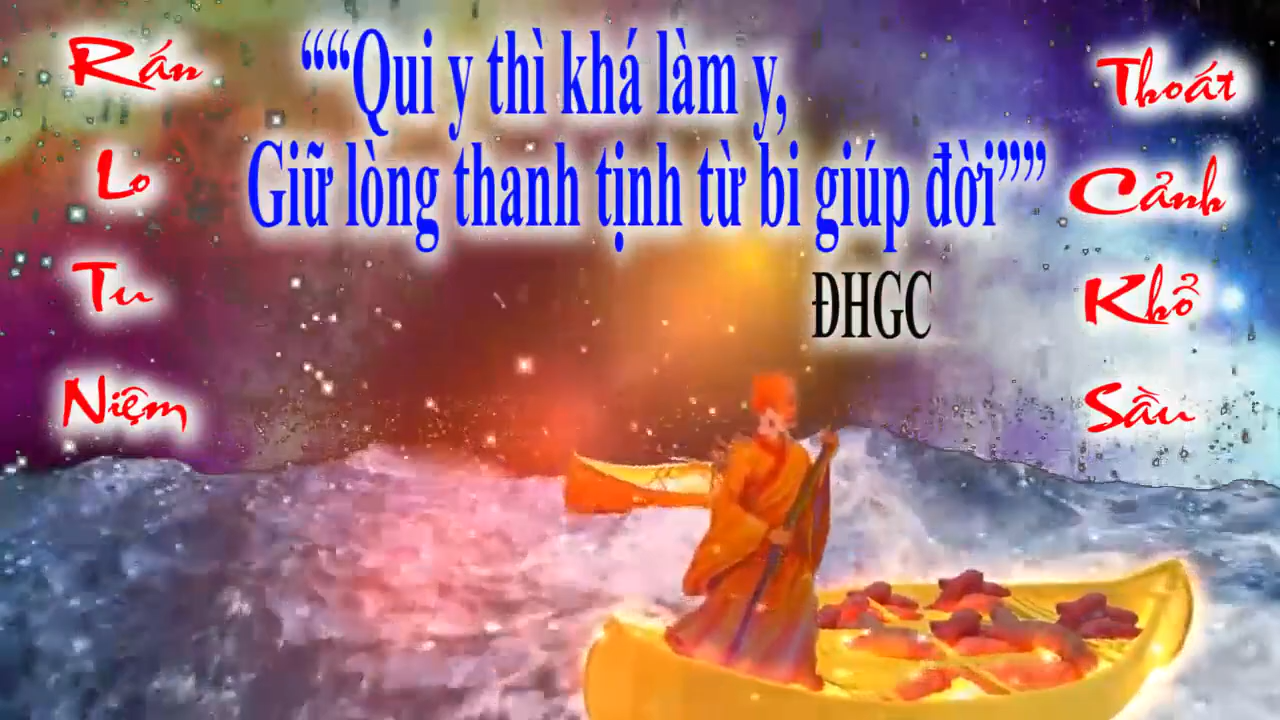 ““Qui y thì khá làm y,
Giữ lòng thanh tịnh từ bi giúp đời””
ĐHGC
Rán
Lo
Tu
Niệm
Thoát
Cảnh
Khổ
Sầu